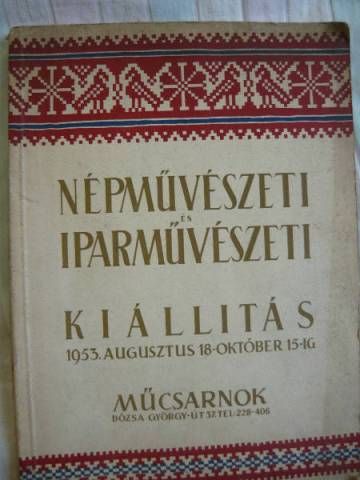 NÉPMŰVÉSZETI
ÉS
IPARMŰVÉSZETI
KIÁLLITÁS
1953. AUGUSZTUS 18-OKTÓBER 15-IG
MŰCSARNOK
DÓZSA GYÖRGY-ÚT 37. TEL: 228-406